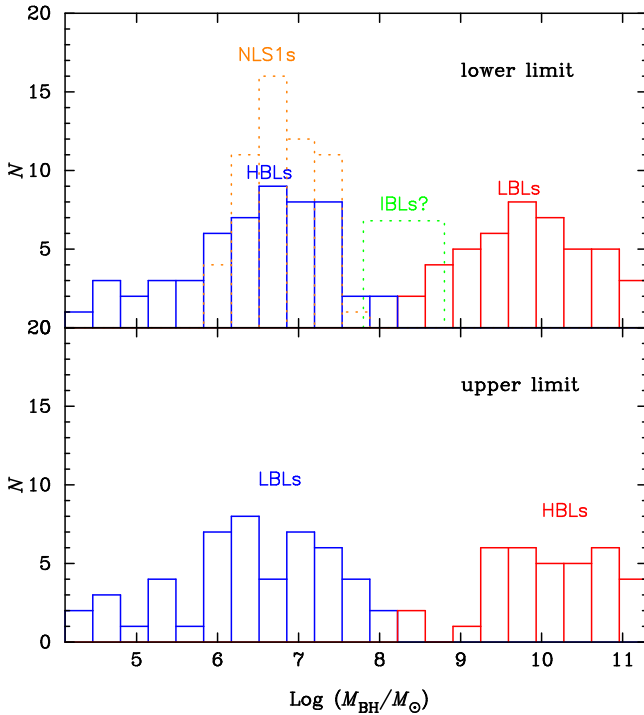 20
NLS1s
lower limit
15
HBLs
LBLs
N
10
IBLs?
5
20
upper limit
15
LBLs
HBLs
N
10
5
0
5 6 7 8 9 10 11
Log (M_BH/M_⊙)